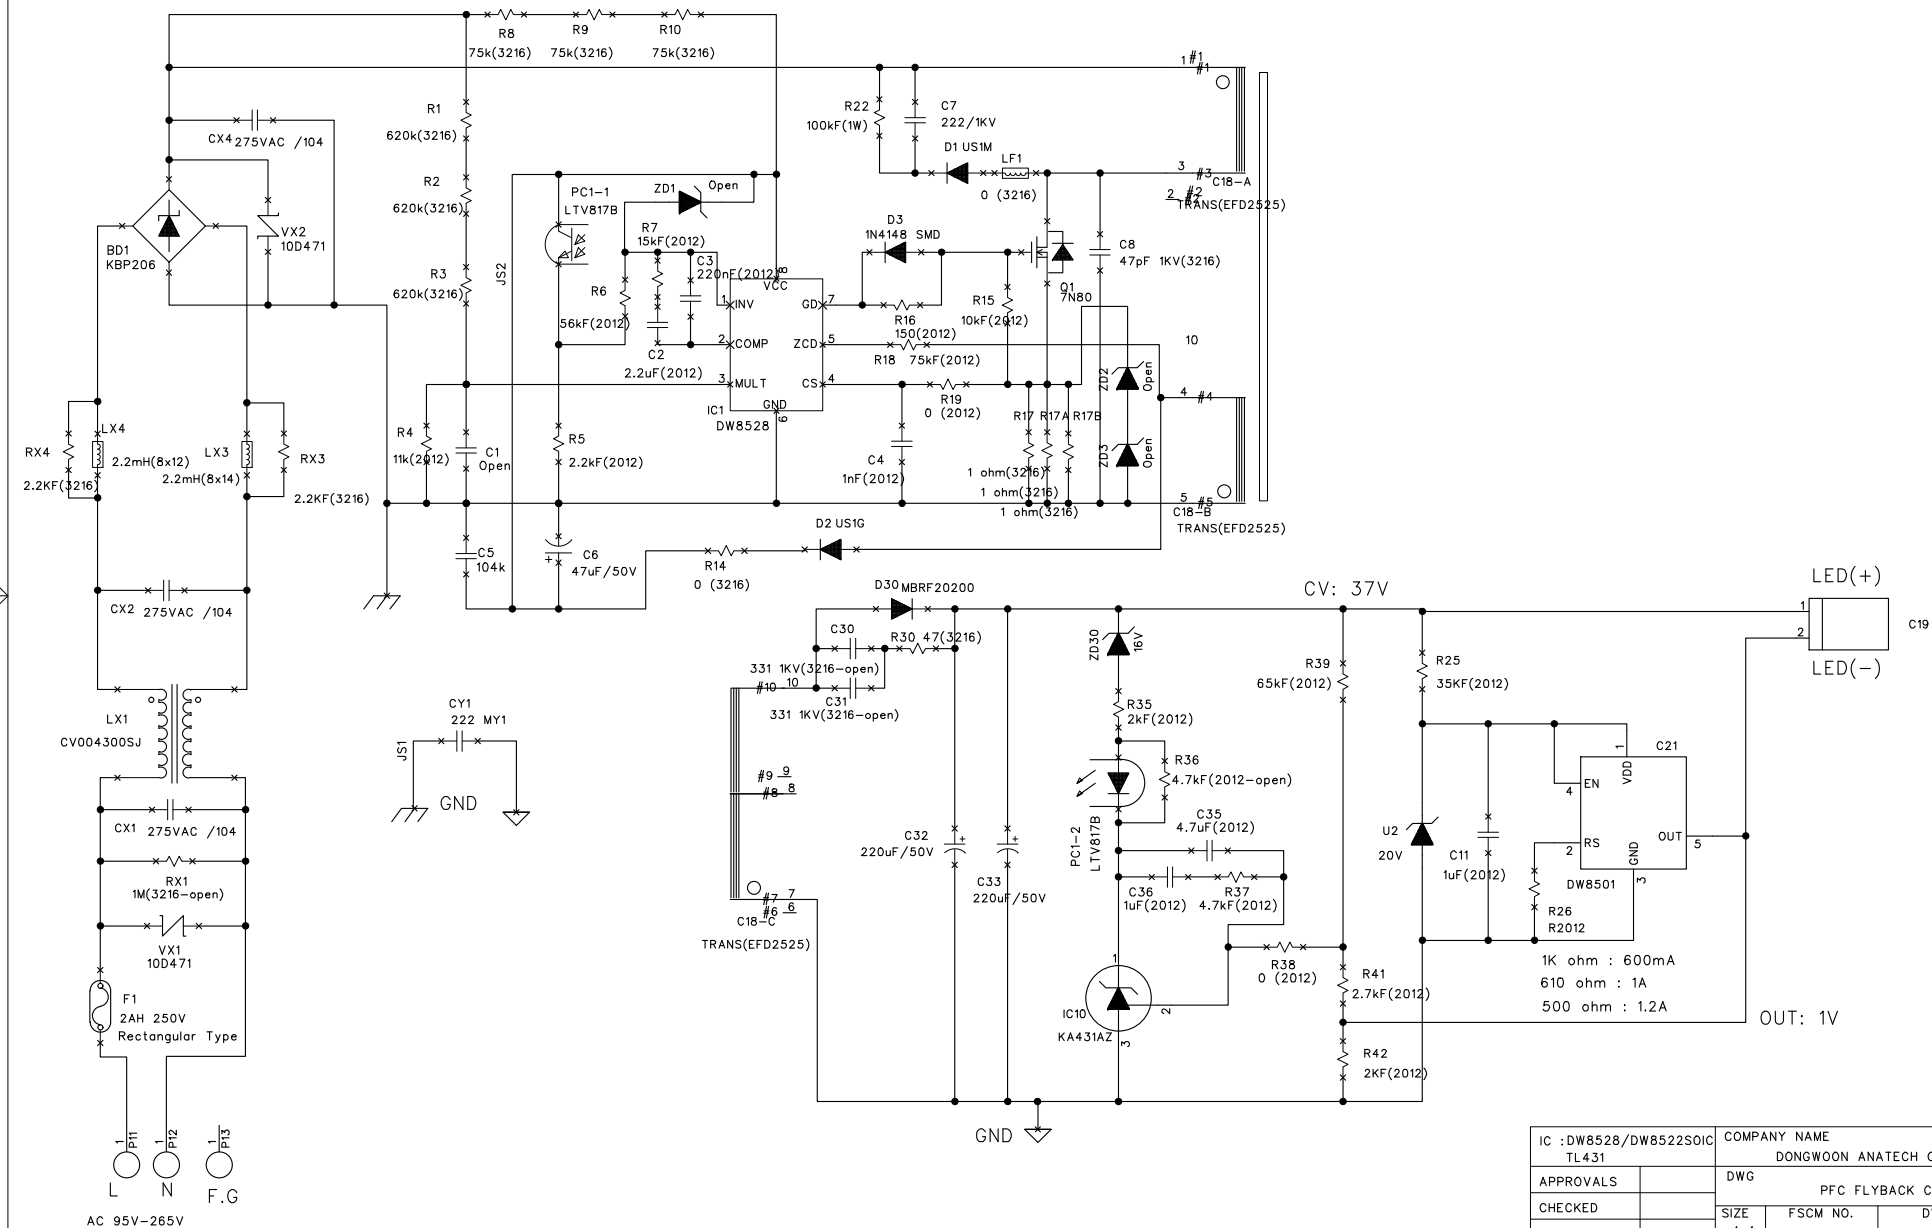 R8
75k(3216)
R9
75k(3216)
R10
75k(3216)
1 #1
#1
R1
620k(3216)
R2
620k(3216)
R3
620k(3216)
CX4 275VAC /104
BD1
KBP206
VX2
10D471
R22
100kF(1W)
C7
222/1KV
D1 US1M
LF1
0 (3216)
3
#3
C18-A
2 #2
TRANS(EFD2525)
JS2
PC1-1
LTV817B
ZD1
Open
R7
15kF(2012)
C3
220nF(2012)
R6
56kF(2012)
C2
2.2uF(2012)
8
VCC
1
INV
2
COMP
3
MULT
GND
6
GD
7
ZCD
5
CS
4
IC1
DW8528
D3
1N4148 SMD
R16
150(2012)
R18 75kF(2012)
R15
10kF(2012)
Q1
7N80
C8
47pF 1KV(3216)
10
R19
0 (2012)
R17
R17A
R17B
1 ohm(3216)
1 ohm(3216)
1 ohm(3216)
ZD2
Open
ZD3
Open
4 #4
5 #5
C18-B
TRANS(EFD2525)
C4
1nF(2012)
R4
11k(2012)
C1
Open
R5
2.2kF(2012)
RX4
2.2KF(3216)
LX4
2.2mH(8x12)
LX3
2.2mH(8x14)
RX3
2.2KF(3216)
C5
104k
C6
47uF/50V
+
R14
0 (3216)
D2 US1G
CX2 275VAC /104
LX1
CV004300SJ
CX1 275VAC /104
RX1
1M(3216-open)
VX1
10D471
F1
2AH 250V
Rectangular Type
1
P11
1
P12
1
P13
L
N
F.G
AC 95V-265V
JS1
CY1
222 MY1
GND
D30 MBRF20200
C30
331 1KV(3216-open)
R30 47(3216)
#10 10
C31
331 1KV(3216-open)
#9 9
#8 8
#7 7
#6 6
C18-C
TRANS(EFD2525)
C32
220uF/50V
+
C33
220uF/50V
+
GND
CV: 37V
ZD30
16V
R35
2kF(2012)
R36
4.7kF(2012-open)
PC1-2
LTV817B
C35
4.7uF(2012)
C36
1uF(2012)
R37
4.7kF(2012)
IC10
KA431AZ
1
2
3
R38
0 (2012)
R39
65kF(2012)
R41
2.7kF(2012)
R42
2KF(2012)
R25
35KF(2012)
U2
20V
C11
1uF(2012)
C21
1
VDD
4
EN
2
RS
GND
3
OUT
5
DW8501
R26
R2012
1K ohm : 600mA
610 ohm : 1A
500 ohm : 1.2A
OUT: 1V
LED(+)
1
2
C19
LED(-)
IC :DW8528/DW8522SOIC
TL431
COMPANY NAME
DONGWOON ANATECH
APPROVALS
DWG
PFC FLYBACK
CHECKED
SIZE
FSCM NO.